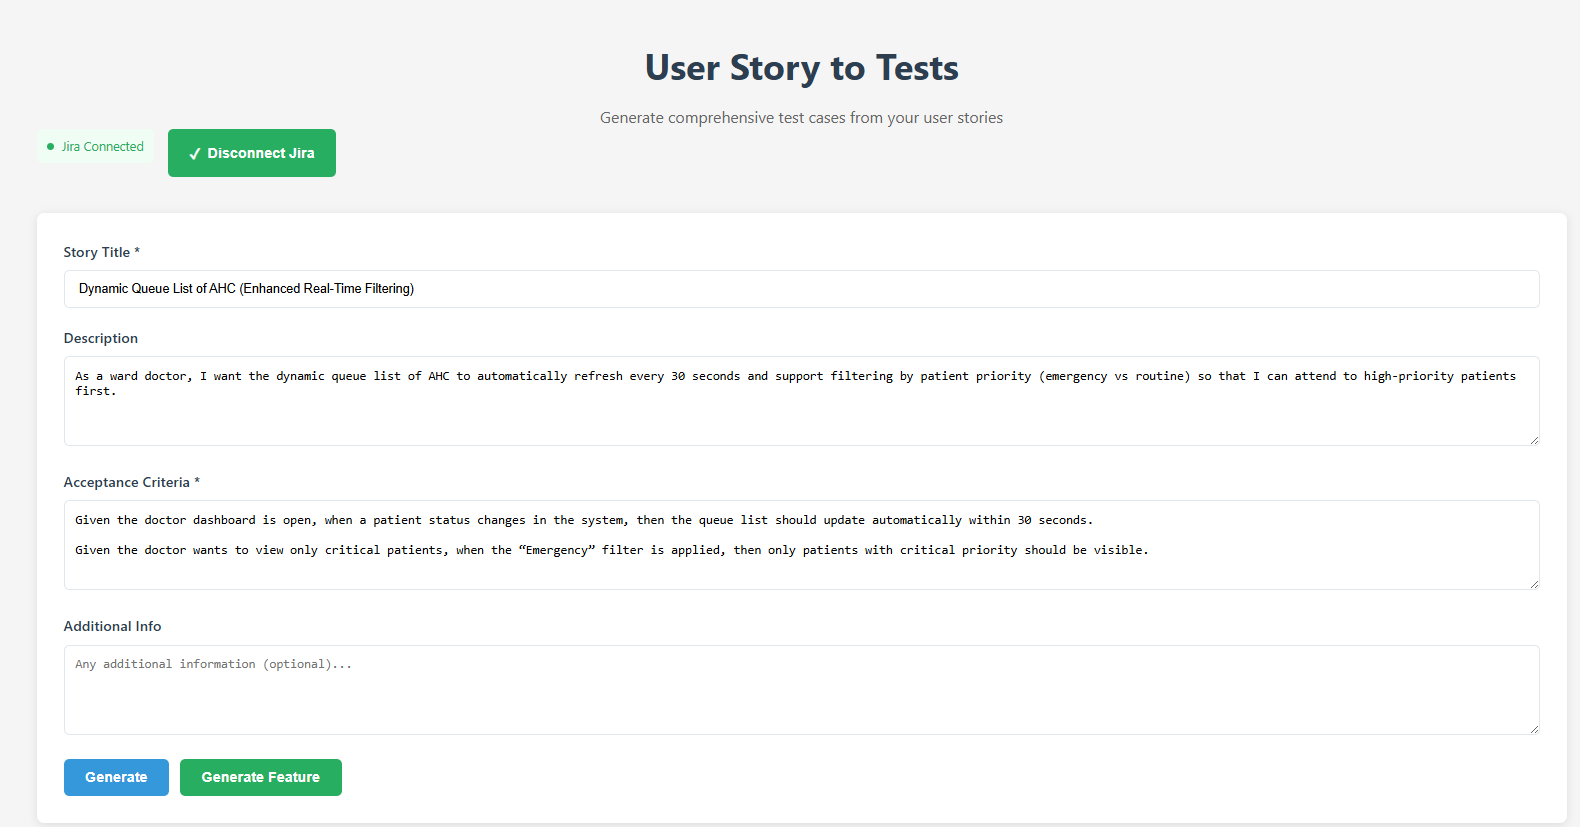 User Story to Tests
Generate comprehensive test cases from your user stories
Jira Connected
✓ Disconnect Jira
Story Title *
Dynamic Queue List of AHC (Enhanced Real-Time Filtering)
Description
As a ward doctor, I want the dynamic queue list of AHC to automatically refresh every 30 seconds and support filtering by patient priority (emergency vs routine) so that I can attend to high-priority patients
first.
Acceptance Criteria *
Given the doctor dashboard is open, when a patient status changes in the system, then the queue list should update automatically within 30 seconds.
Given the doctor wants to view only critical patients, when the “Emergency” filter is applied, then only patients with critical priority should be visible.
Additional Info
Any additional information (optional)...
Generate
Generate Feature